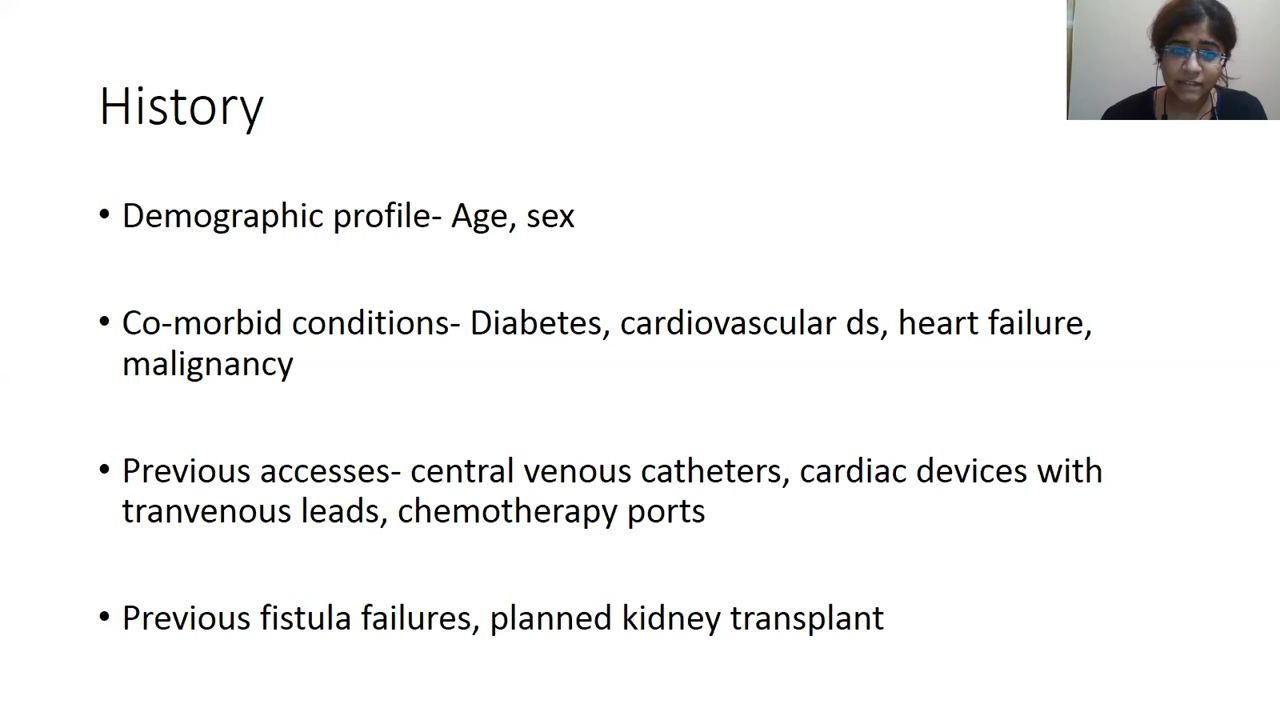 History
• Demographic profile- Age, sex
• Co-morbid conditions- Diabetes, cardiovascular ds, heart failure,
malignancy
• Previous accesses- central venous catheters, cardiac devices with
tranvenous leads, chemotherapy ports
• Previous fistula failures, planned kidney transplant